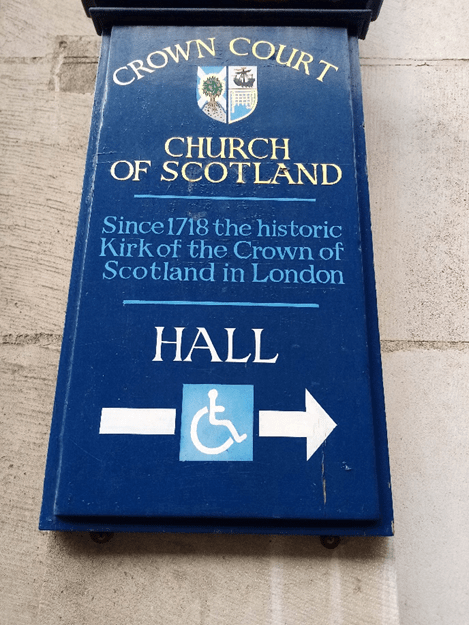 CROWN COURT
CHURCH
OF SCOTLAND
Since 1718 the historic
Kirk of the Crown of
Scotland in London
HALL